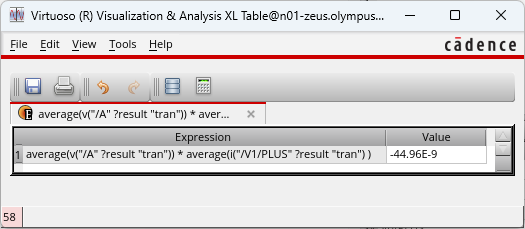 Virtuoso (R) Visualization & Analysis XL Table@n01-zeus.olympus...
File Edit View Tools Help
cādence
average(v("/A" ?result "tran")) * aver...
Expression Value
1 average(v("/A" ?result "tran")) * average(i("/V1/PLUS" ?result "tran") ) -44.96E-9
58